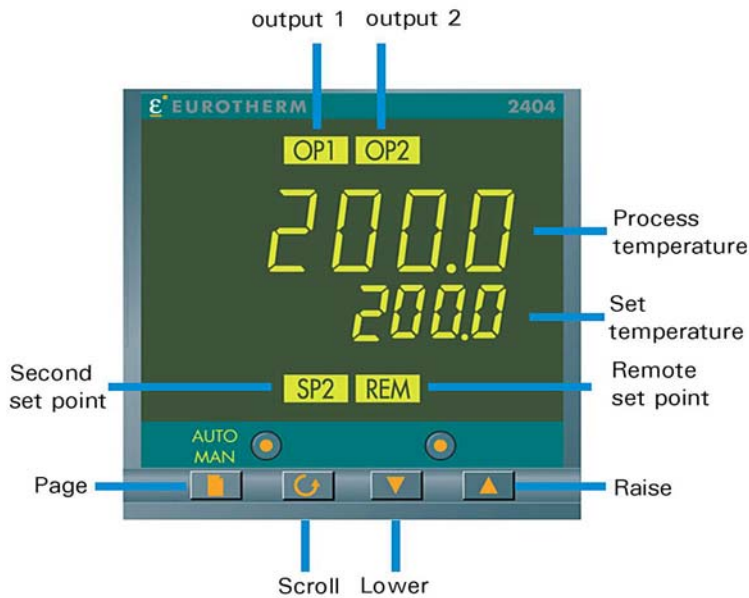 output 1 output 2
ε EUROTHERM 2404
OP1 OP2
200.0
Process
temperature
200.0
Set
temperature
Second
set point
SP2 REM
Remote
set point
AUTO
MAN
Page
Raise
Scroll Lower